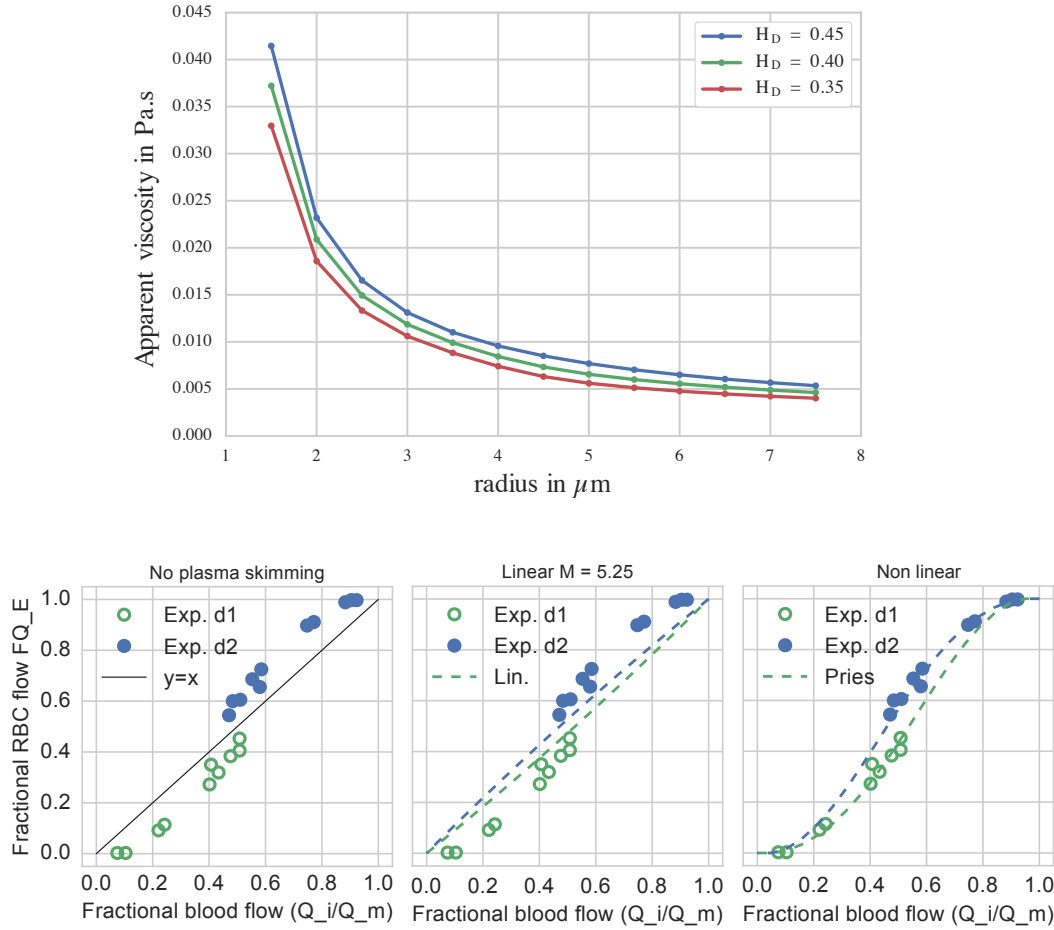 0.045
0.040
0.035
0.030
0.025
0.020
0.015
0.010
0.005
0.000
Apparent viscosity in Pa.s
H_D = 0.45
H_D = 0.40
H_D = 0.35
1 2 3 4 5 6 7 8
radius in μm
No plasma skimming
Linear M = 5.25
Non linear
Fractional RBC flow FQ_E
1.0
0.8
0.6
0.4
0.2
0.0
Exp. d1
Exp. d2
y=x
Exp. d1
Exp. d2
Lin.
Exp. d1
Exp. d2
Pries
0.0 0.2 0.4 0.6 0.8 1.0
0.0 0.2 0.4 0.6 0.8 1.0
0.0 0.2 0.4 0.6 0.8 1.0
Fractional blood flow (Q_i/Q_m)
Fractional blood flow (Q_i/Q_m)
Fractional blood flow (Q_i/Q_m)